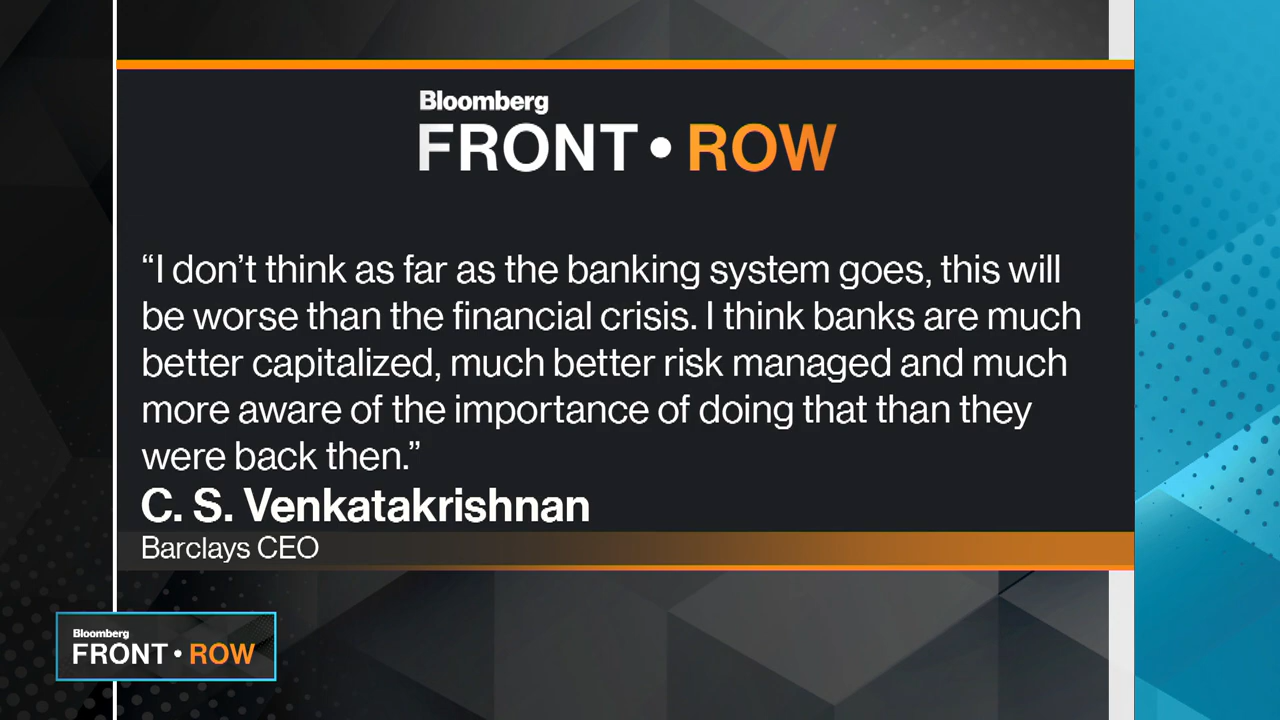 Bloomberg
FRONT • ROW
“I don’t think as far as the banking system goes, this will
be worse than the financial crisis. I think banks are much
better capitalized, much better risk managed and much
more aware of the importance of doing that than they
were back then.”
C. S. Venkatakrishnan
Barclays CEO
Bloomberg
FRONT • ROW